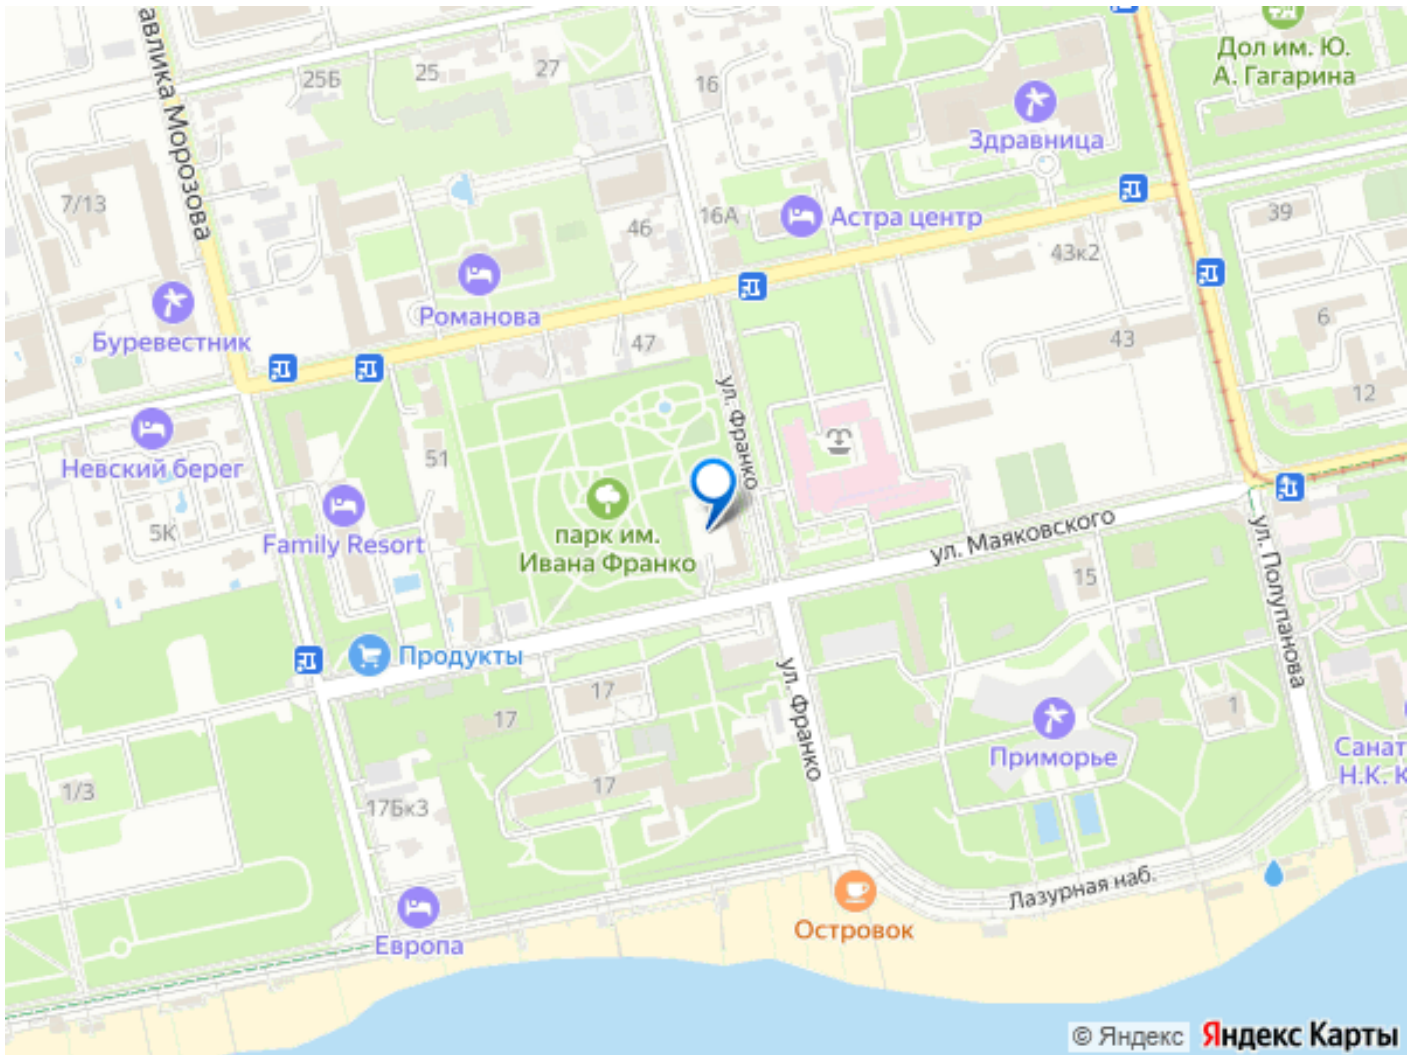 авлика Морозова
25Б
25
27
16
Дол им. Ю.
А. Гагарина
Здравница
7/13
46
16А
Астра центр
39
43к2
Романова
Буревестник
47
43
6
ул. Франко
12
51
Невский берег
5К
Family Resort
парк им.
Ивана Франко
ул. Маяковского
15
ул. Полупанова
Продукты
17
17
ул. Франко
1
Приморье
Санат
Н.К. К
1/3
17Бк3
17
Лазурная наб.
Островок
Европа
© Яндекс
Яндекс Карты